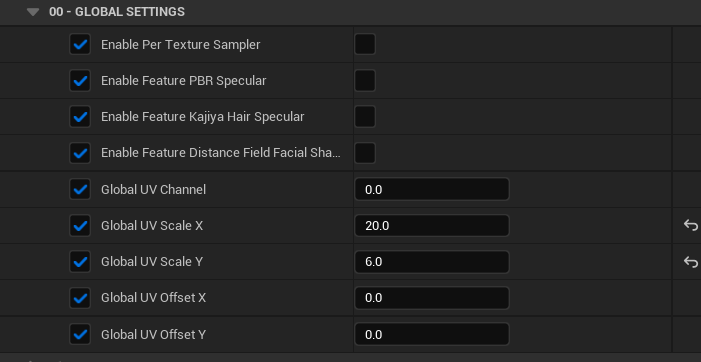 00 - GLOBAL SETTINGS
Enable Per Texture Sampler
Enable Feature PBR Specular
Enable Feature Kajiya Hair Specular
Enable Feature Distance Field Facial Sha...
Global UV Channel 0.0
Global UV Scale X 20.0
Global UV Scale Y 6.0
Global UV Offset X 0.0
Global UV Offset Y 0.0